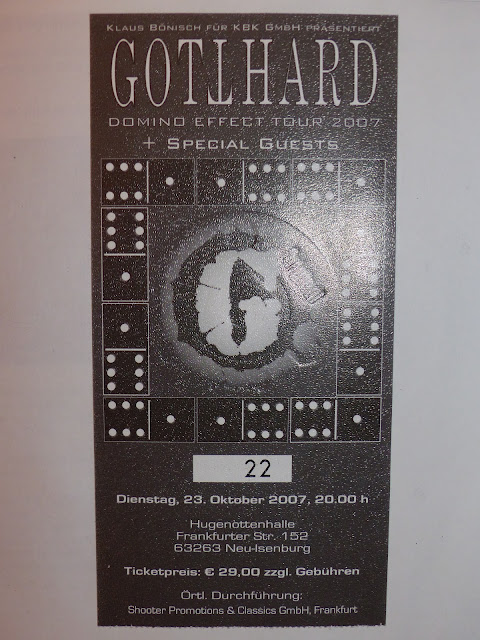 Klaus Bönisch für KBK GmbH präsentiert
GOTTHARD
DOMINO EFFECT TOUR 2007
+ Special Guests
G
22
Dienstag, 23. Oktober 2007, 20.00 h
Hugenottenhalle
Frankfurter Str. 152
63263 Neu-Isenburg
Ticketpreis: € 29,00 zzgl. Gebühren
Örtl. Durchführung:
Shooter Promotions & Classics GmbH, Frankfurt